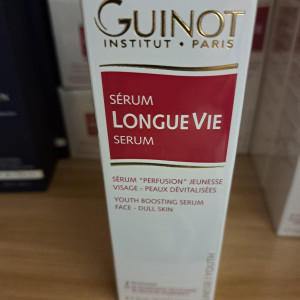 GUINOT
INSTITUT • PARIS
SÉRUM
LONGUE VIE
SERUM
SÉRUM "PERFUSION" JEUNESSE
VISAGE - PEAUX DÉVITALISÉES
YOUTH BOOSTING SERUM
FACE - DULL SKIN